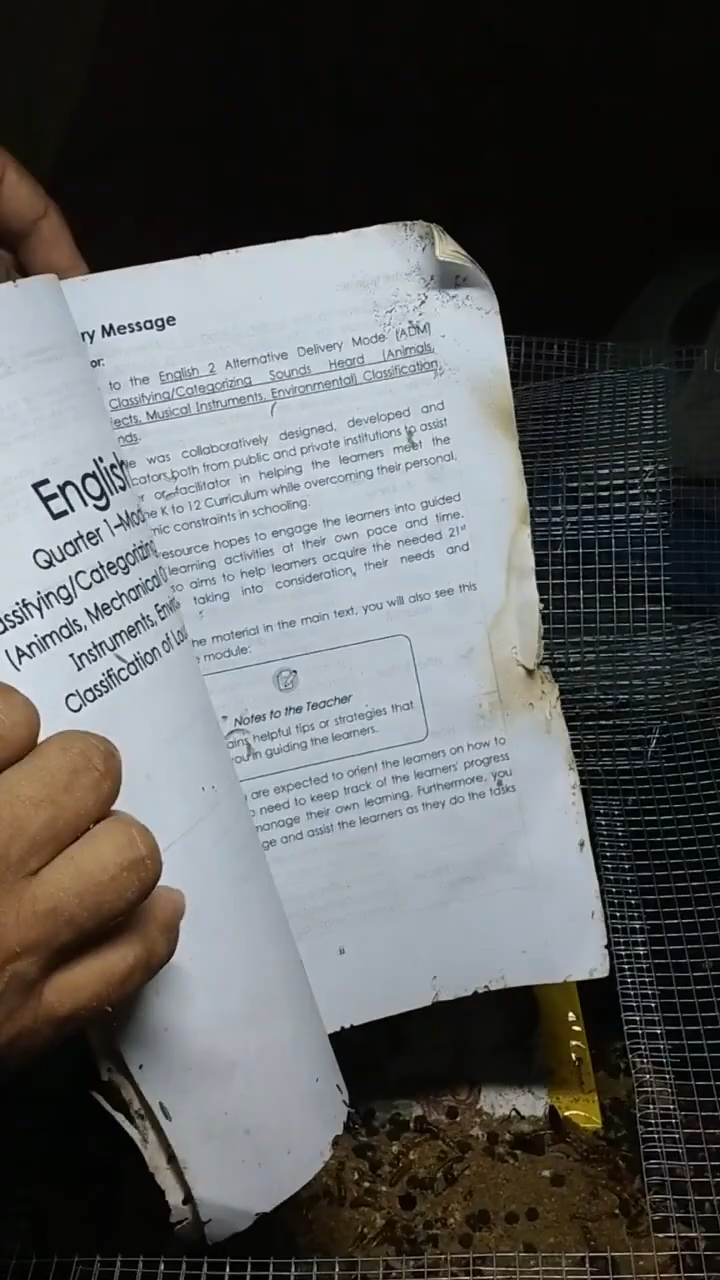 English
Quarter 1–Mod
assifying/Categorizing
(Animals, Mechanical O
Instruments, Envir
Classification of Lou
ry Message
or:
to the English 2 Alternative Delivery Mode (ADM)
Classifying/Categorizing Sounds Heard (Animals,
jects, Musical Instruments, Environmental) Classification
nds.
e was collaboratively designed, developed and
cators both from public and private institutions to assist
r or facilitator in helping the learners meet the
he K to 12 Curriculum while overcoming their personal,
mic constraints in schooling.
resource hopes to engage the learners into guided
learning activities at their own pace and time.
so aims to help learners acquire the needed 21st
taking into consideration, their needs and
he material in the main text, you will also see this
module:
Notes to the Teacher
ains helpful tips or strategies that
you in guiding the learners.
are expected to orient the learners on how to
need to keep track of the learners' progress
manage their own learning. Furthermore, you
ge and assist the learners as they do the tasks
ii